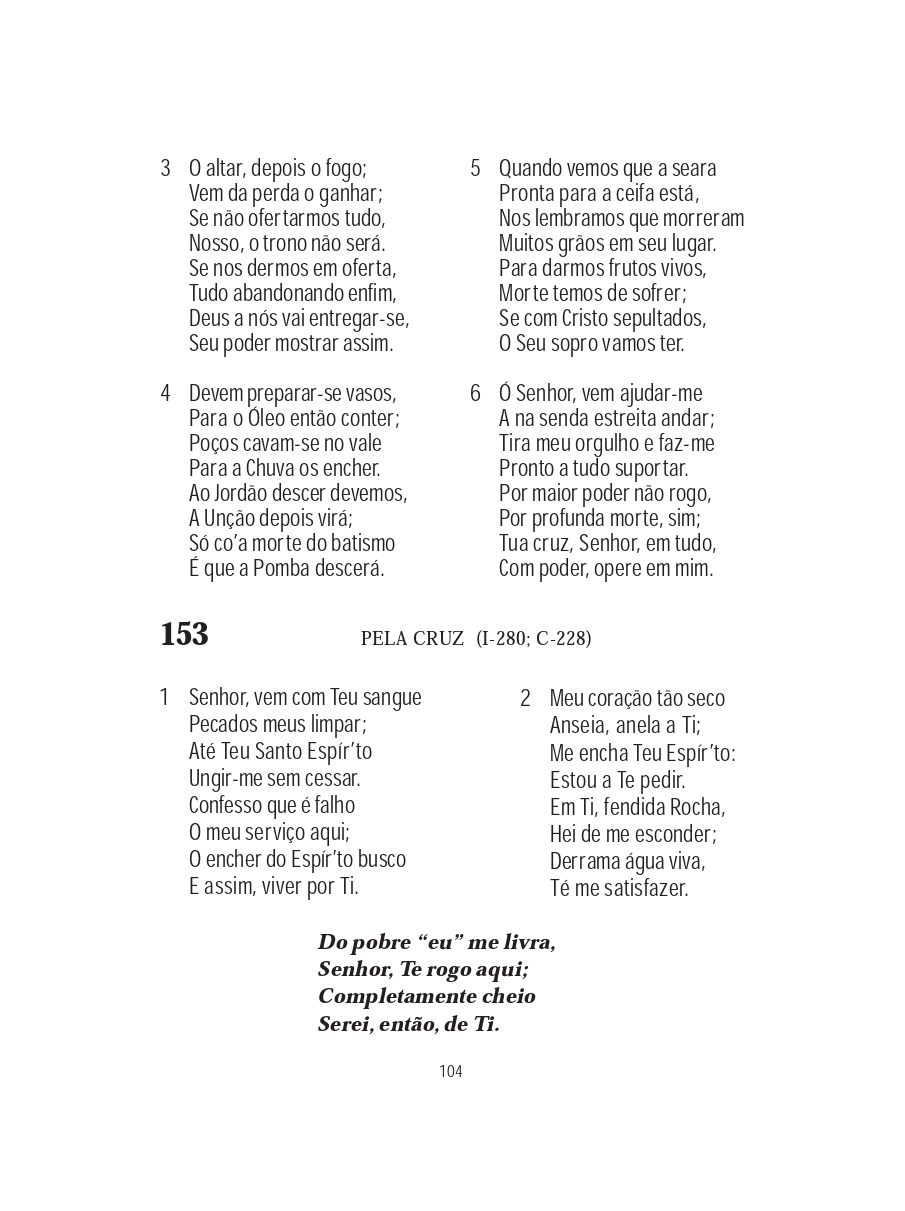 3 O altar, depois o fogo;
Vem da perda o ganhar;
Se não ofertarmos tudo,
Nosso, o trono não será.
Se nos dermos em oferta,
Tudo abandonando enfim,
Deus a nós vai entregar-se,
Seu poder mostrar assim.
4 Devem preparar-se vasos,
Para o Óleo então conter;
Poços cavam-se no vale
Para a Chuva os encher.
Ao Jordão descer devemos,
A Unção depois virá;
Só co’a morte do batismo
É que a Pomba descerá.
5 Quando vemos que a seara
Pronta para a ceifa está,
Nos lembramos que morreram
Muitos grãos em seu lugar.
Para darmos frutos vivos,
Morte temos de sofrer;
Se com Cristo sepultados,
O Seu sopro vamos ter.
6 Ó Senhor, vem ajudar-me
A na senda estreita andar;
Tira meu orgulho e faz-me
Pronto a tudo suportar.
Por maior poder não rogo,
Por profunda morte, sim;
Tua cruz, Senhor, em tudo,
Com poder, opere em mim.
153 PELA CRUZ (I-280; C-228)
1 Senhor, vem com Teu sangue
Pecados meus limpar;
Até Teu Santo Espír’to
Ungir-me sem cessar.
Confesso que é falho
O meu serviço aqui;
O encher do Espír’to busco
E assim, viver por Ti.
2 Meu coração tão seco
Anseia, anela a Ti;
Me encha Teu Espír’to:
Estou a Te pedir.
Em Ti, fendida Rocha,
Hei de me esconder;
Derrama água viva,
Té me satisfazer.
Do pobre “eu” me livra,
Senhor, Te rogo aqui;
Completamente cheio
Serei, então, de Ti.
104